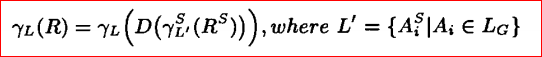 γ_L(R) = γ_L(D(γ^S_{L'}(R^S))), where L' = {A^S_i | A_i ∈ L_G}